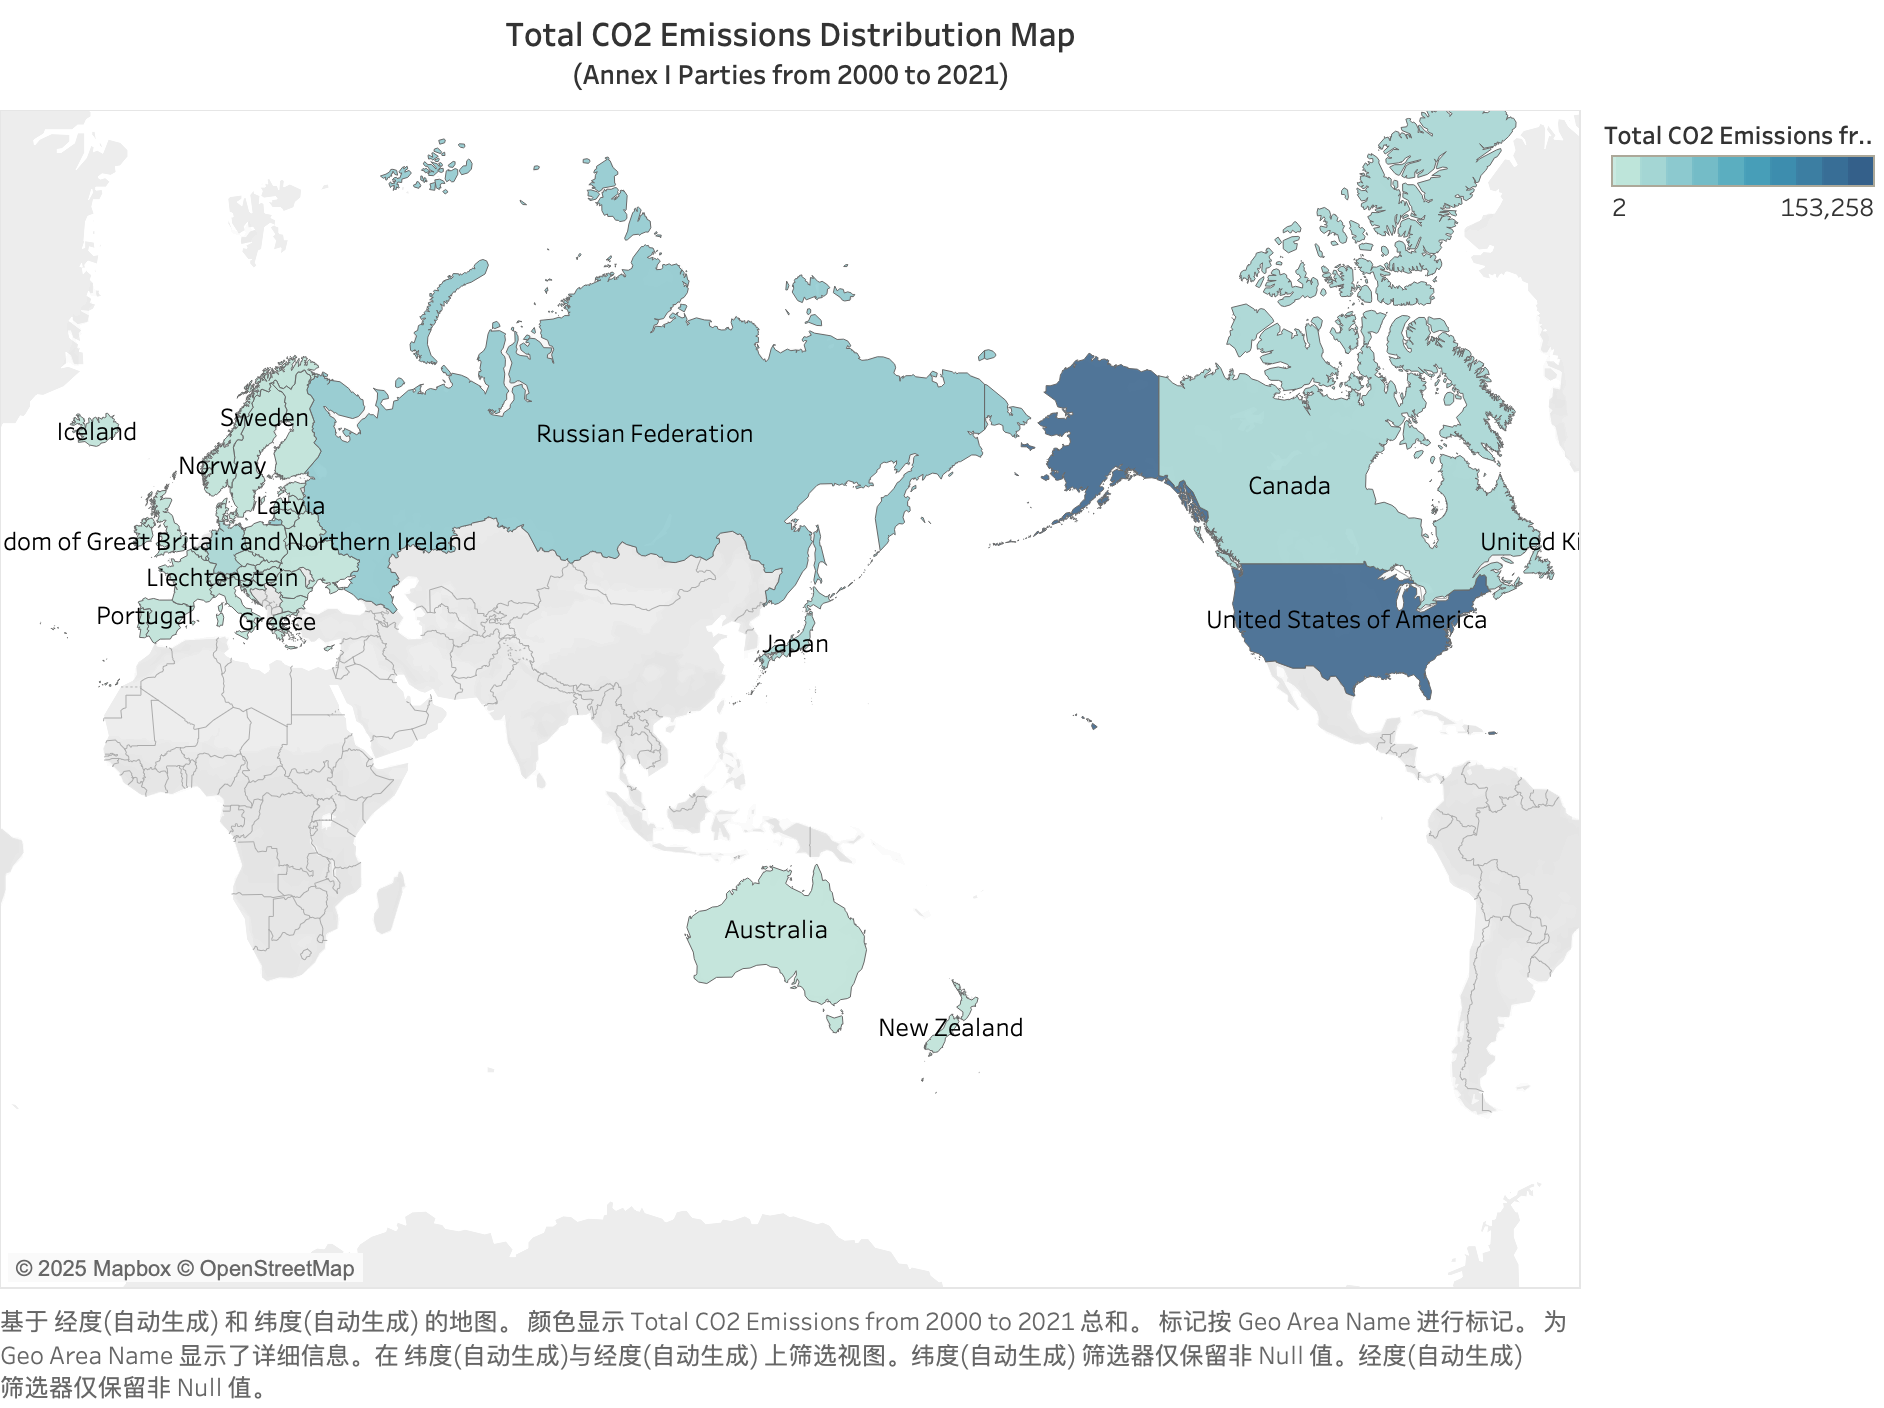 Total CO2 Emissions Distribution Map
(Annex I Parties from 2000 to 2021)
Total CO2 Emissions fr..
2
153,258
Sweden
Iceland
Russian Federation
Norway
Canada
Latvia
dom of Great Britain and Northern Ireland
United Ki
Liechtenstein
Portugal
Greece
United States of America
Japan
Australia
New Zealand
© 2025 Mapbox © OpenStreetMap
基于 经度(自动生成) 和 纬度(自动生成) 的地图。 颜色显示 Total CO2 Emissions from 2000 to 2021 总和。 标记按 Geo Area Name 进行标记。 为
Geo Area Name 显示了详细信息。在 纬度(自动生成)与经度(自动生成) 上筛选视图。纬度(自动生成) 筛选器仅保留非 Null 值。经度(自动生成)
筛选器仅保留非 Null 值。